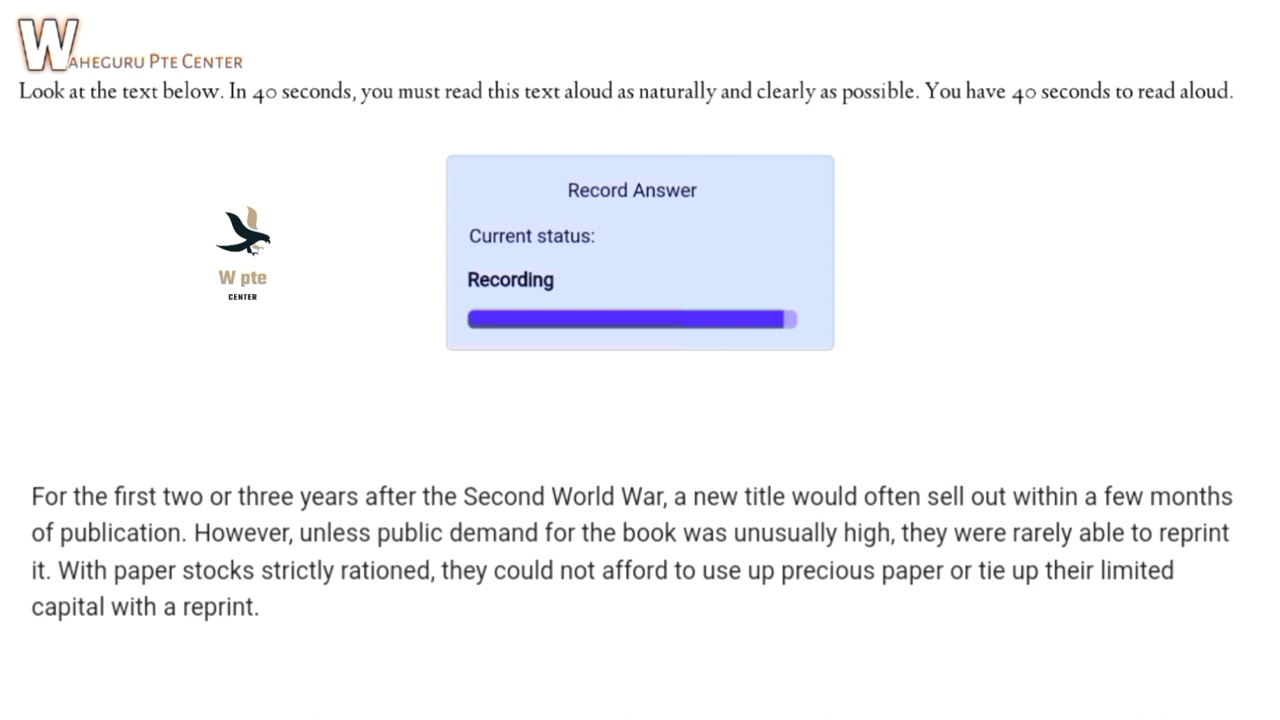 WAHEGURU PTE CENTER
Look at the text below. In 40 seconds, you must read this text aloud as naturally and clearly as possible. You have 40 seconds to read aloud.
Record Answer
Current status:
Recording
W pte
CENTER
For the first two or three years after the Second World War, a new title would often sell out within a few months
of publication. However, unless public demand for the book was unusually high, they were rarely able to reprint
it. With paper stocks strictly rationed, they could not afford to use up precious paper or tie up their limited
capital with a reprint.